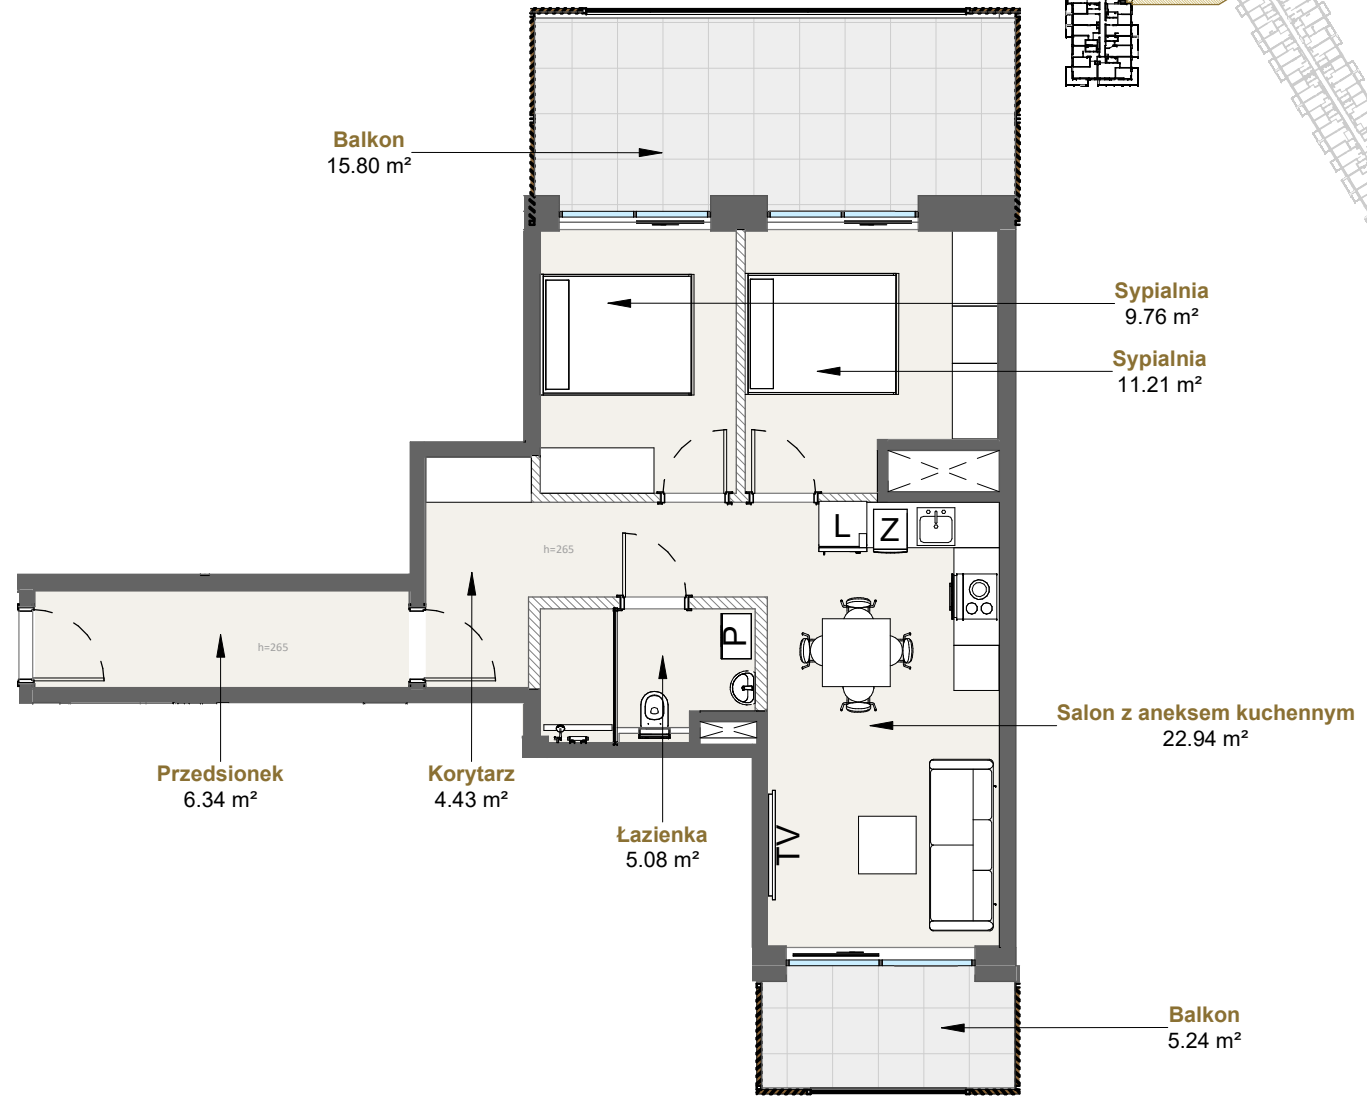 Balkon
15.80 m²
Sypialnia
9.76 m²
Sypialnia
11.21 m²
L
Z
h=265
h=265
P
Salon z aneksem kuchennym
22.94 m²
Przedsionek
6.34 m²
Korytarz
4.43 m²
Łazienka
5.08 m²
TV
Balkon
5.24 m²